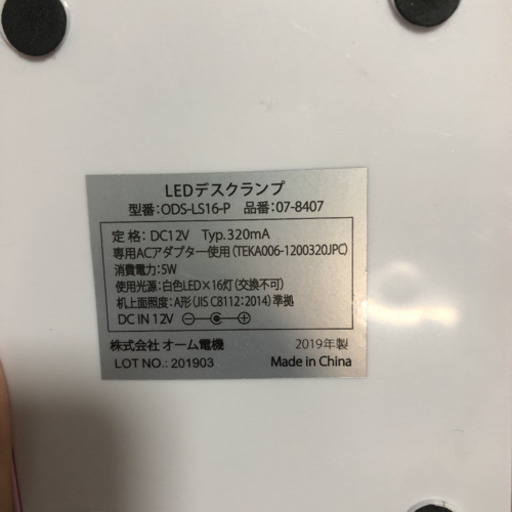 LEDデスクランプ
型番:ODS-LS16-P 品番:07-8407
定格:DC12V Typ.320mA
専用ACアダプター使用(TEKA006-1200320JPC)
消費電力:5W
使用光源:白色LED×16灯(交換不可)
机上面照度:A形(JIS C8112:2014)準拠
DC IN 12V
株式会社 オーム電機 2019年製
LOT NO.: 201903 Made in China